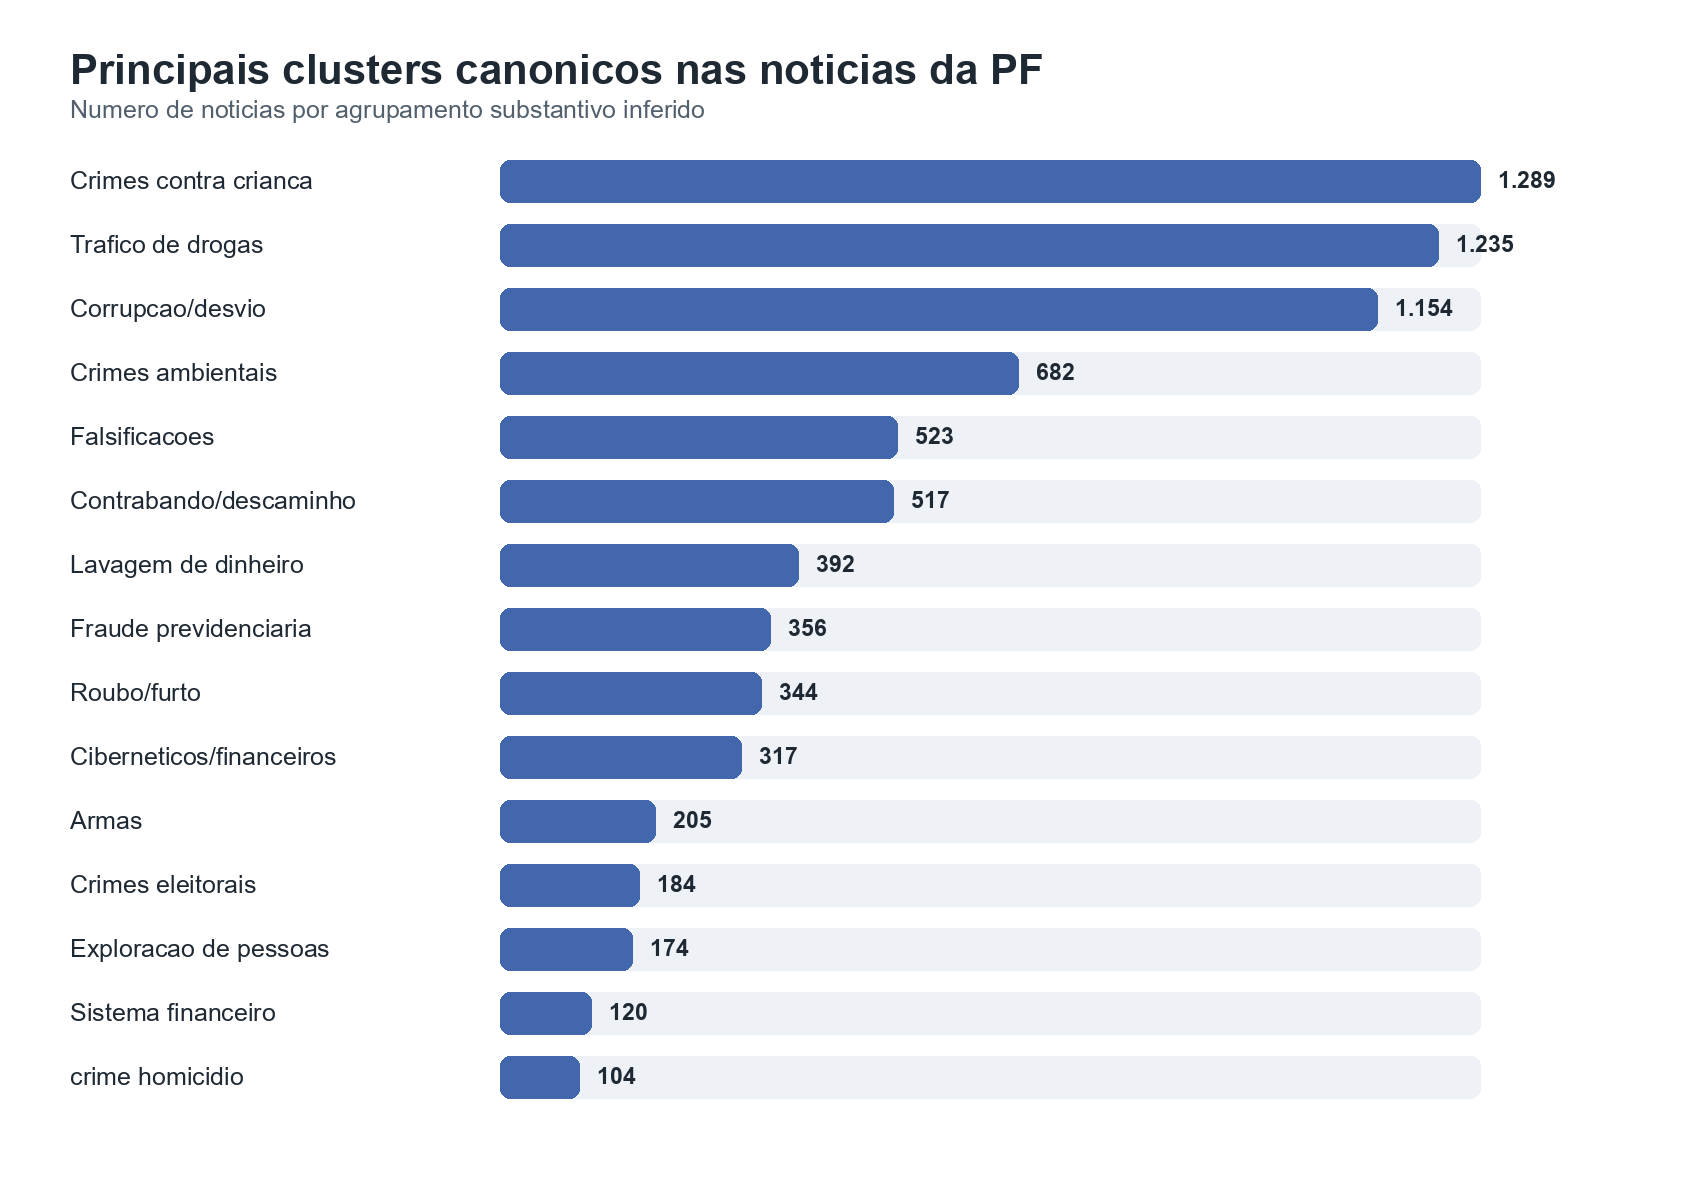 Principais clusters canonicos nas noticias da PF
Numero de noticias por agrupamento substantivo inferido
Crimes contra crianca 1.289
Trafico de drogas 1.235
Corrupcao/desvio 1.154
Crimes ambientais 682
Falsificacoes 523
Contrabando/descaminho 517
Lavagem de dinheiro 392
Fraude previdenciaria 356
Roubo/furto 344
Ciberneticos/financeiros 317
Armas 205
Crimes eleitorais 184
Exploracao de pessoas 174
Sistema financeiro 120
crime homicidio 104